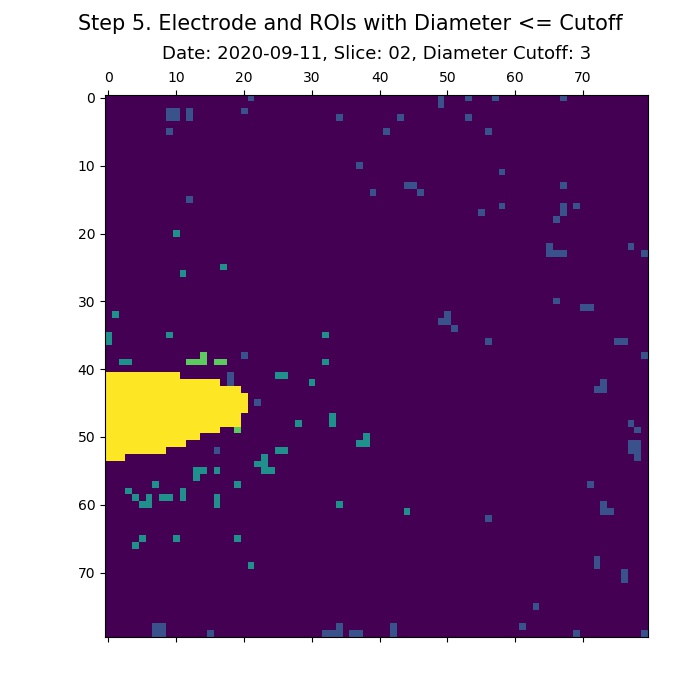 Step 5. Electrode and ROIs with Diameter <= Cutoff
Date: 2020-09-11, Slice: 02, Diameter Cutoff: 3
0 10 20 30 40 50 60 70
0
10
20
30
40
50
60
70